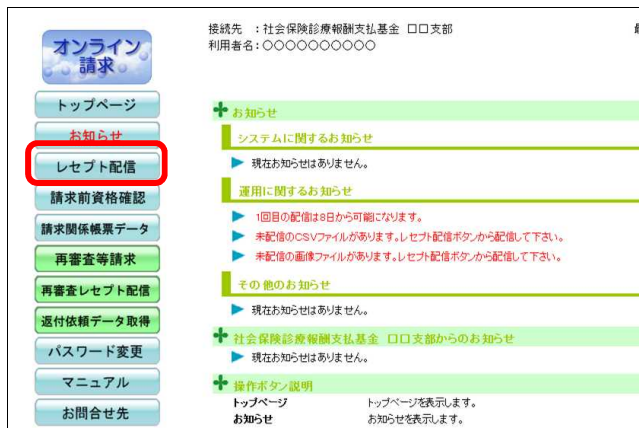 オンライン
請求
トップページ
お知らせ
レセプト配信
請求前資格確認
請求関係帳票データ
再審査等請求
再審査レセプト配信
返付依頼データ取得
パスワード変更
マニュアル
お問合せ先
接続先 :社会保険診療報酬支払基金 口口支部
利用者名:〇〇〇〇〇〇〇〇〇〇
お知らせ
システムに関するお知らせ
現在お知らせはありません。
運用に関するお知らせ
1回目の配信は8日から可能になります。
未配信のCSVファイルがあります。レセプト配信ボタンから配信して下さい。
未配信の画像ファイルがあります。レセプト配信ボタンから配信して下さい。
その他のお知らせ
現在お知らせはありません。
社会保険診療報酬支払基金 口口支部からのお知らせ
現在お知らせはありません。
操作ボタン説明
トップページ トップページを表示します。
お知らせ お知らせを表示します。